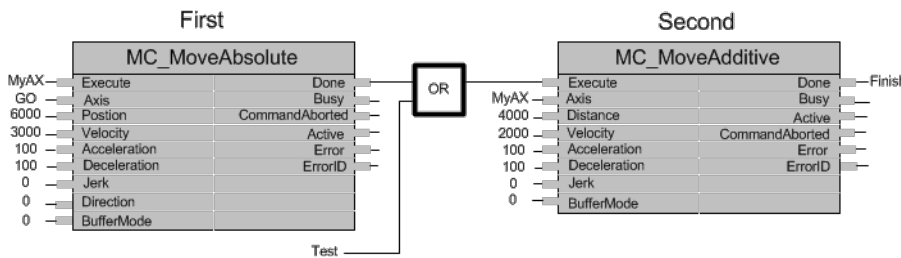 First Second
MC_MoveAbsolute MC_MoveAdditive
MyAX Execute Done OR Execute Done Finisl
GO Axis Busy MyAX Axis Busy
6000 Postion CommandAborted 4000 Distance Active
3000 Velocity Active 2000 Velocity CommandAborted
100 Acceleration Error 100 Acceleration Error
100 Deceleration ErrorID 100 Deceleration ErrorID
0 Jerk 0 Jerk
0 Direction 0 BufferMode
0 BufferMode
Test